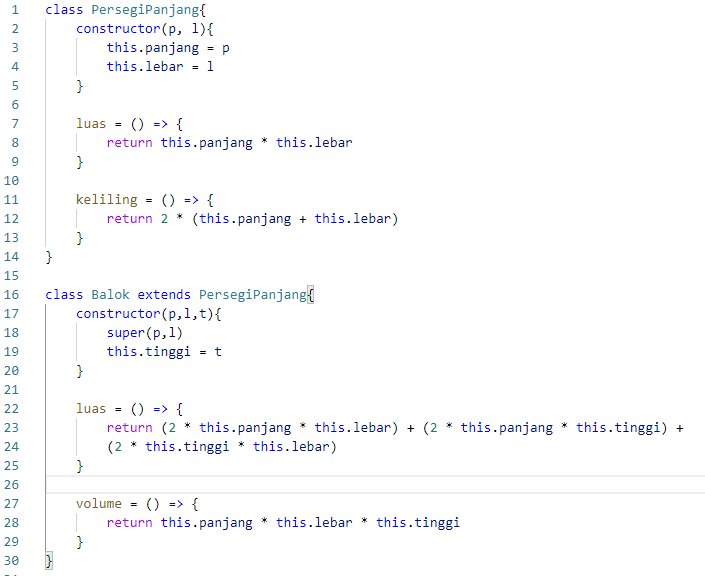 1 class PersegiPanjang{
2 constructor(p, l){
3 this.panjang = p
4 this.lebar = l
5 }
6
7 luas = () => {
8 return this.panjang * this.lebar
9 }
10
11 keliling = () => {
12 return 2 * (this.panjang + this.lebar)
13 }
14 }
15
16 class Balok extends PersegiPanjang{
17 constructor(p,l,t){
18 super(p,l)
19 this.tinggi = t
20 }
21
22 luas = () => {
23 return (2 * this.panjang * this.lebar) + (2 * this.panjang * this.tinggi) +
24 (2 * this.tinggi * this.lebar)
25 }
26
27 volume = () => {
28 return this.panjang * this.lebar * this.tinggi
29 }
30 }